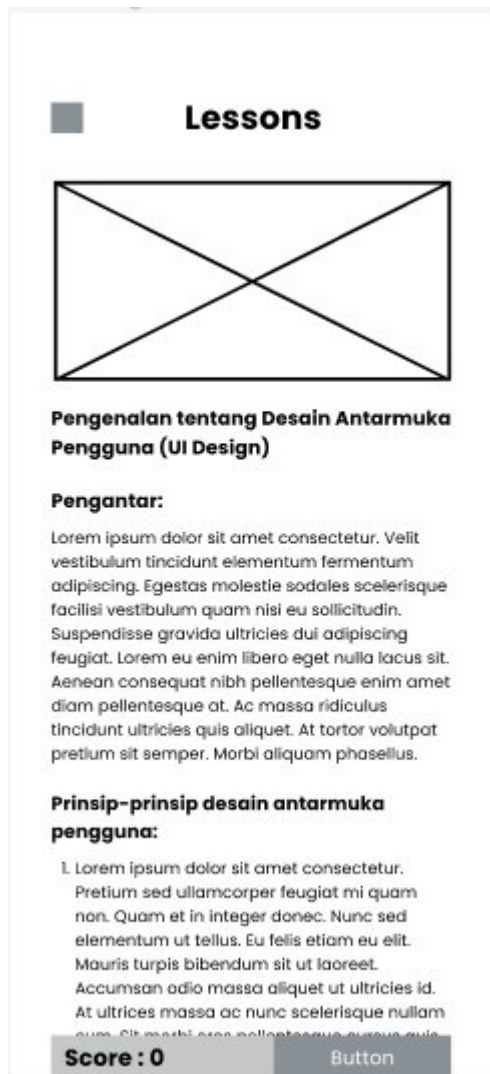 Lessons
Pengenalan tentang Desain Antarmuka
Pengguna (UI Design)
Pengantar:
Lorem ipsum dolor sit amet consectetur. Velit
vestibulum tincidunt elementum fermentum
adipiscing. Egestas molestie sodales scelerisque
facilisi vestibulum quam nisi eu sollicitudin.
Suspendisse gravida ultricies dui adipiscing
feugiat. Lorem eu enim libero eget nulla lacus sit.
Aenean consequat nibh pellentesque enim amet
diam pellentesque at. Ac massa ridiculus
tincidunt ultricies quis aliquet. At tortor volutpat
pretium sit semper. Morbi aliquam phasellus.
Prinsip-prinsip desain antarmuka
pengguna:
1. Lorem ipsum dolor sit amet consectetur.
Pretium sed ullamcorper feugiat mi quam
non. Quam et in integer donec. Nunc sed
elementum ut tellus. Eu felis etiam eu elit.
Mauris turpis bibendum sit ut laoreet.
Accumsan odio massa aliquet ut ultricies id.
At ultrices massa ac nunc scelerisque nullam
Score : 0 Button